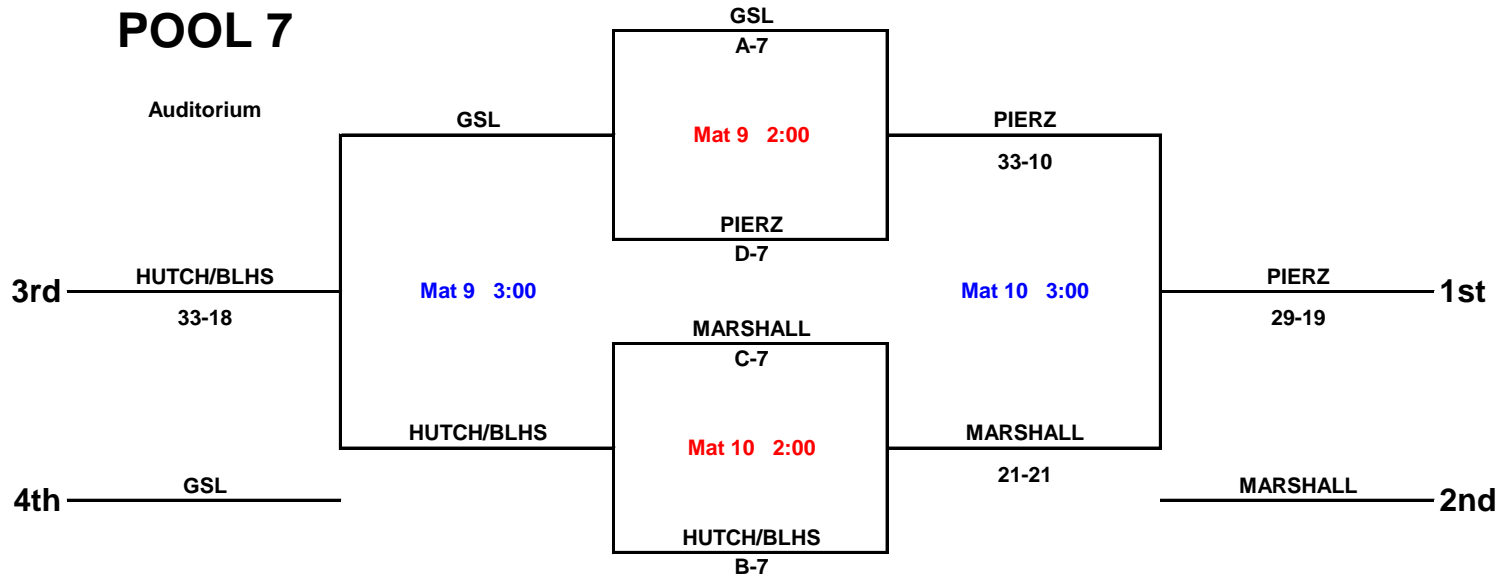 POOL 7
GSL
A-7
Auditorium
GSL
Mat 9 2:00
PIERZ
33-10
PIERZ
D-7
3rd
HUTCH/BLHS
33-18
Mat 9 3:00
Mat 10 3:00
PIERZ
29-19
1st
MARSHALL
C-7
HUTCH/BLHS
Mat 10 2:00
MARSHALL
21-21
4th
GSL
MARSHALL
2nd
HUTCH/BLHS
B-7